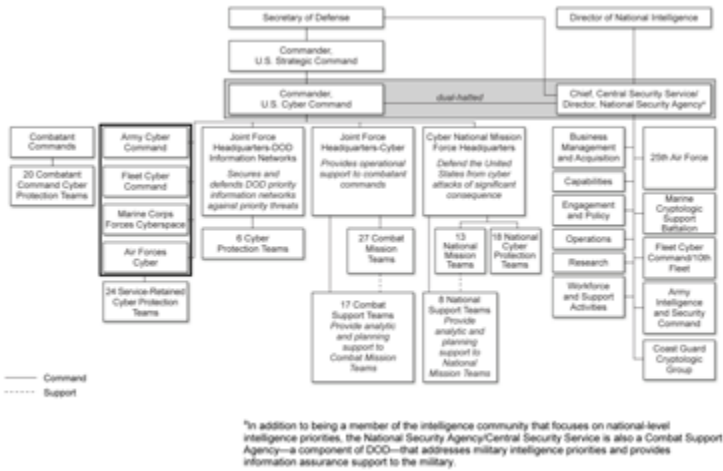 Secretary of Defense
Director of National Intelligence
Commander,
U.S. Strategic Command
Commander,
U.S. Cyber Command
dual-hatted
Chief, Central Security Service/
Director, National Security Agencyᵃ
Combatant
Commands
20 Combatant
Command Cyber
Protection Teams
Army Cyber
Command
Fleet Cyber
Command
Marine Corps
Forces Cyberspace
Air Forces
Cyber
24 Service-Retained
Cyber Protection
Teams
Joint Force
Headquarters-DOD
Information Networks
Secures and
defends DOD priority
information networks
against priority threats
6 Cyber
Protection Teams
Joint Force
Headquarters-Cyber
Provides operational
support to combatant
commands
27 Combat
Mission
Teams
17 Combat
Support Teams
Provide analytic
and planning
support to
Combat Mission
Teams
Cyber National Mission
Force Headquarters
Defend the United
States from cyber
attacks of significant
consequence
13
National
Mission
Teams
18 National
Cyber
Protection
Teams
8 National
Support Teams
Provide
analytic and
planning
support to
National
Mission Teams
Business
Management
and Acquisition
Capabilities
Engagement
and Policy
Operations
Research
Workforce
and Support
Activities
25th Air Force
Marine
Cryptologic
Support
Battalion
Fleet Cyber
Command/10th
Fleet
Army
Intelligence
and Security
Command
Coast Guard
Cryptologic
Group
Command
Support
ᵃIn addition to being a member of the intelligence community that focuses on national-level
intelligence priorities, the National Security Agency/Central Security Service is also a Combat Support
Agency—a component of DOD—that addresses military intelligence priorities and provides
information assurance support to the military.